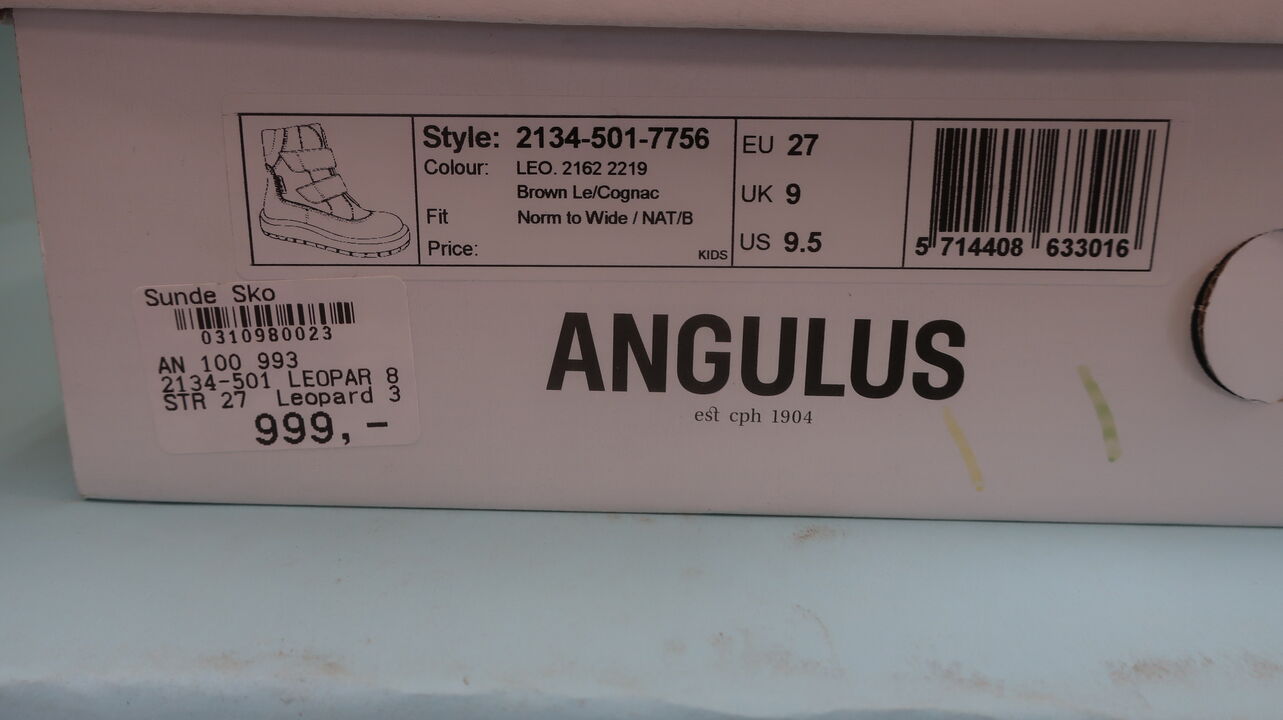 Style: 2134-501-7756
Colour: LEO. 2162 2219
Brown Le/Cognac
Fit Norm to Wide / NAT/B
Price:
KIDS
EU 27
UK 9
US 9.5
5 714408 633016
Sunde Sko
0310980023
AN 100 993
2134-501 LEOPAR 8
STR 27 Leopard 3
999,-
ANGULUS
est cph 1904